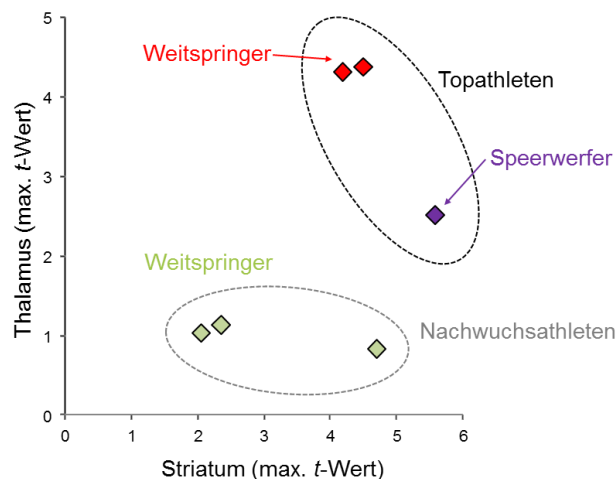 5
Weitspringer
Topathleten
4
3
Speerwerfer
2
Weitspringer
1
Nachwuchsathleten
0
Thalamus (max. t-Wert)
0 1 2 3 4 5 6
Striatum (max. t-Wert)